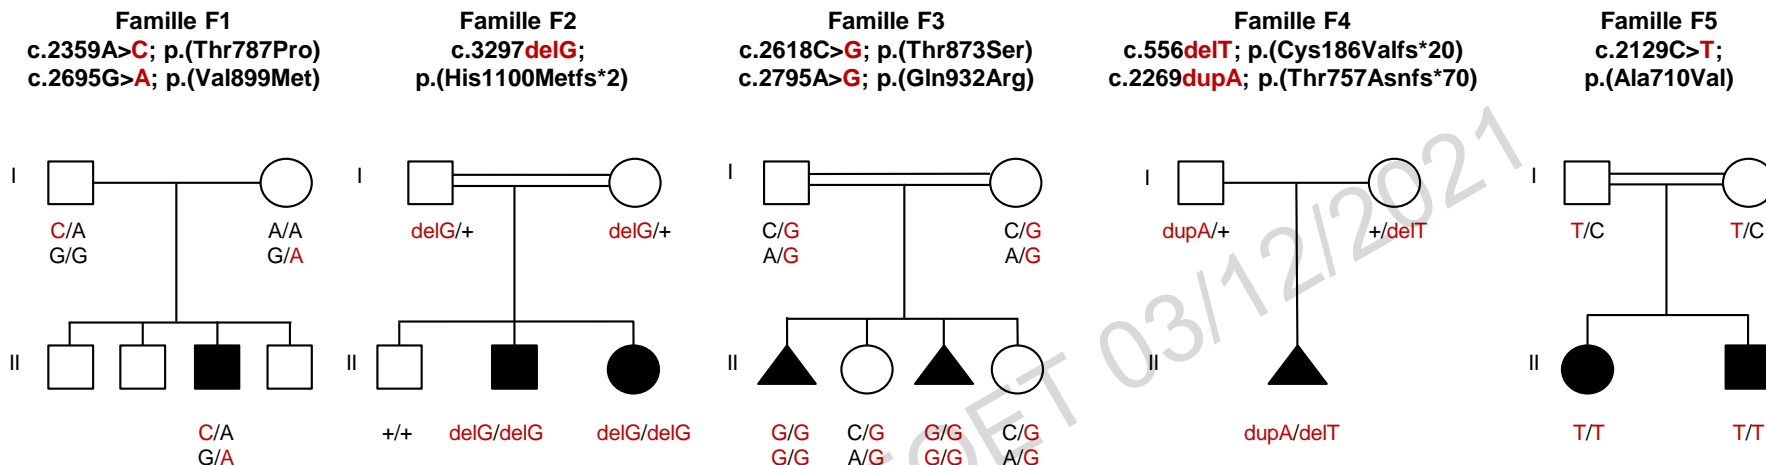 Famille F1
c.2359A>C; p.(Thr787Pro)
c.2695G>A; p.(Val899Met)
I
C/A
G/G
A/A
G/A
II
C/A
G/A
Famille F2
c.3297delG;
p.(His1100Metfs*2)
I
delG/+
delG/+
II
+/+
delG/delG
delG/delG
Famille F3
c.2618C>G; p.(Thr873Ser)
c.2795A>G; p.(Gln932Arg)
I
C/G
A/G
C/G
A/G
II
G/G
G/G
C/G
A/G
G/G
G/G
C/G
A/G
Famille F4
c.556delT; p.(Cys186Valfs*20)
c.2269dupA; p.(Thr757Asnfs*70)
I
dupA/+
+/delT
II
dupA/delT
Famille F5
c.2129C>T;
p.(Ala710Val)
I
T/C
T/C
II
T/T
T/T
03/12/2021